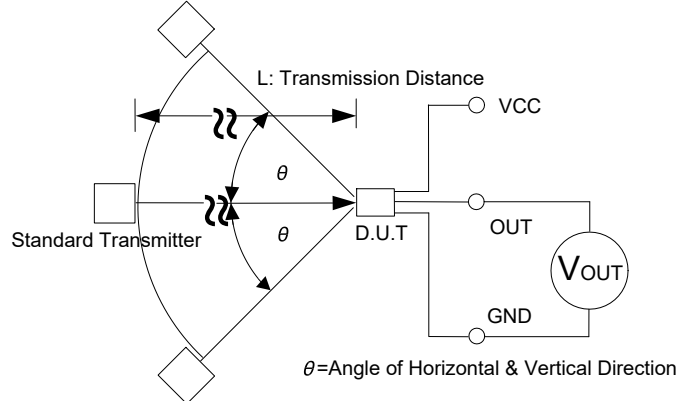 L: Transmission Distance
VCC
θ
Standard Transmitter
D.U.T
OUT
θ
VOUT
GND
θ=Angle of Horizontal & Vertical Direction